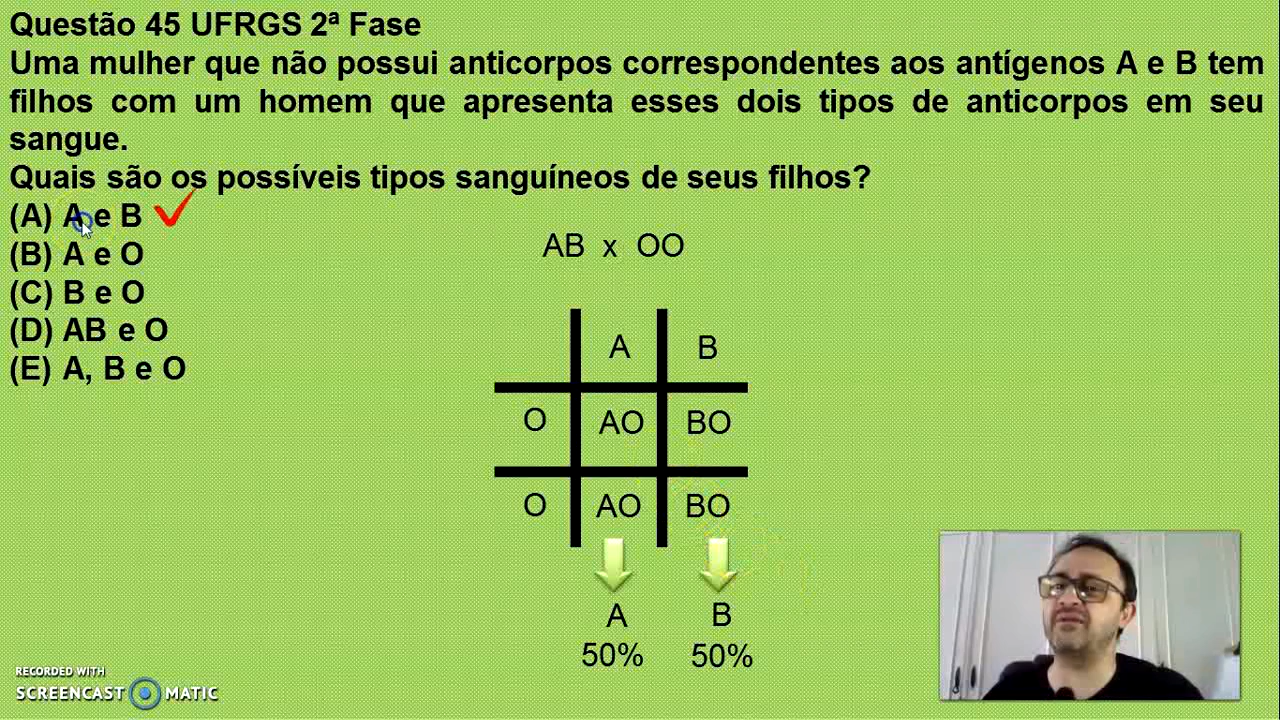 Questão 45 UFRGS 2ª Fase
Uma mulher que não possui anticorpos correspondentes aos antígenos A e B tem
filhos com um homem que apresenta esses dois tipos de anticorpos em seu
sangue.
Quais são os possíveis tipos sanguíneos de seus filhos?
(A) A e B
(B) A e O
(C) B e O
(D) AB e O
(E) A, B e O
AB x OO
A B
O AO BO
O AO BO
A B
50% 50%
RECORDED WITH
SCREENCAST MATIC